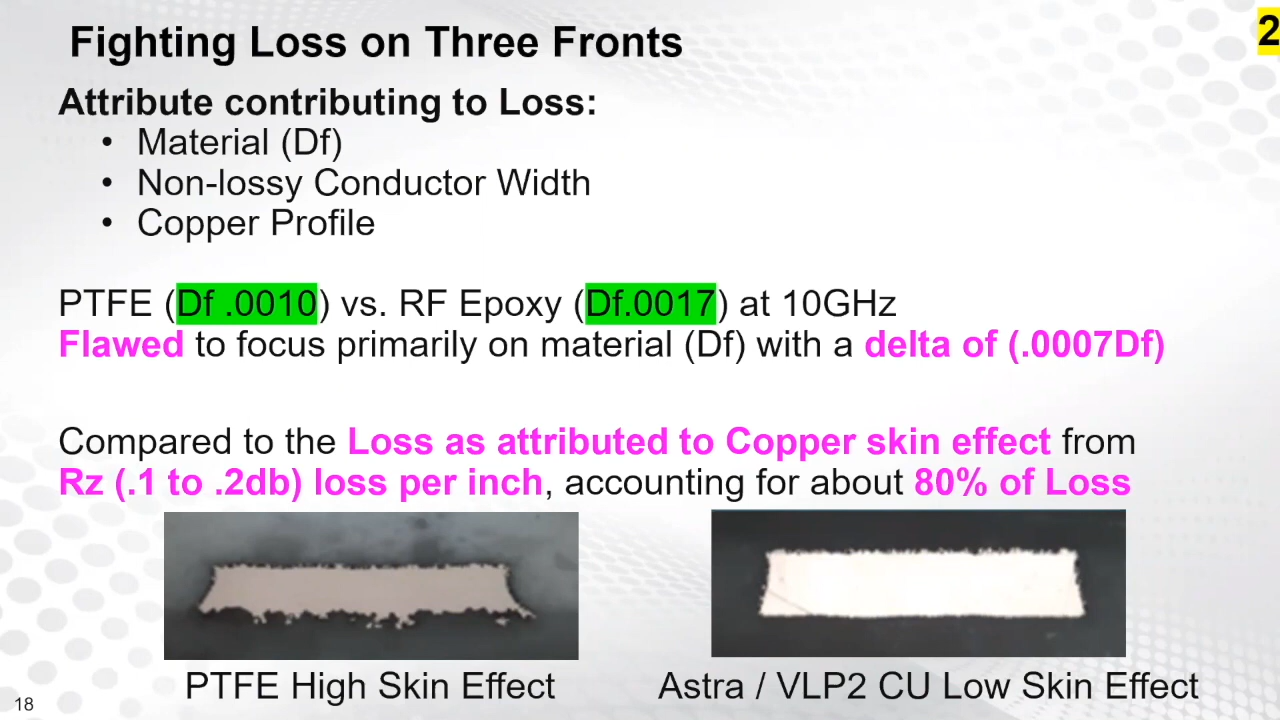 Fighting Loss on Three Fronts
2
Attribute contributing to Loss:
• Material (Df)
• Non-lossy Conductor Width
• Copper Profile
PTFE (Df .0010) vs. RF Epoxy (Df.0017) at 10GHz
Flawed to focus primarily on material (Df) with a delta of (.0007Df)
Compared to the Loss as attributed to Copper skin effect from
Rz (.1 to .2db) loss per inch, accounting for about 80% of Loss
PTFE High Skin Effect
Astra / VLP2 CU Low Skin Effect
18